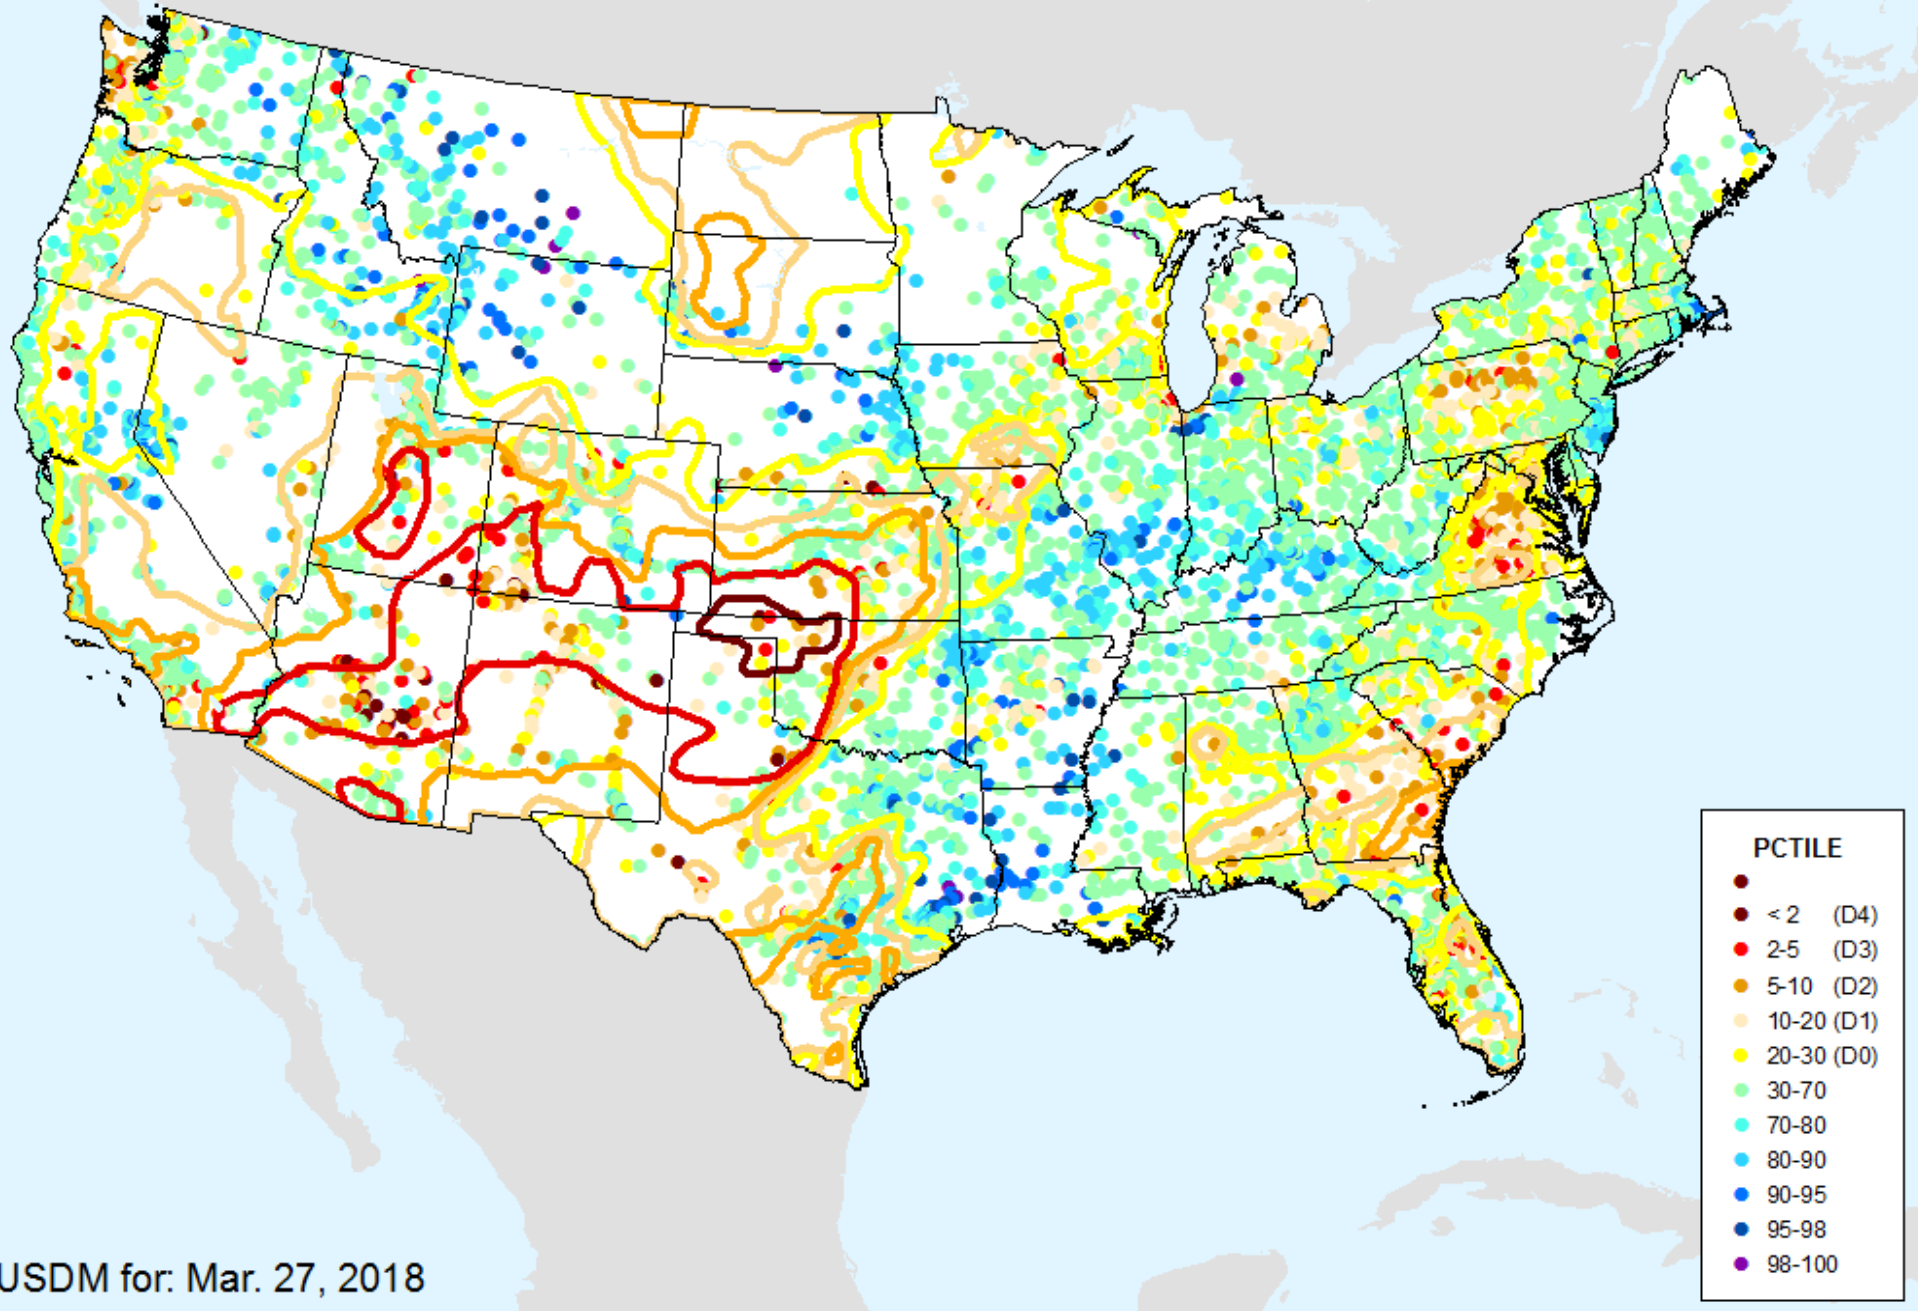 PCTILE
< 2 (D4)
2-5 (D3)
5-10 (D2)
10-20 (D1)
20-30 (D0)
30-70
70-80
80-90
90-95
95-98
98-100
USDM for: Mar. 27, 2018